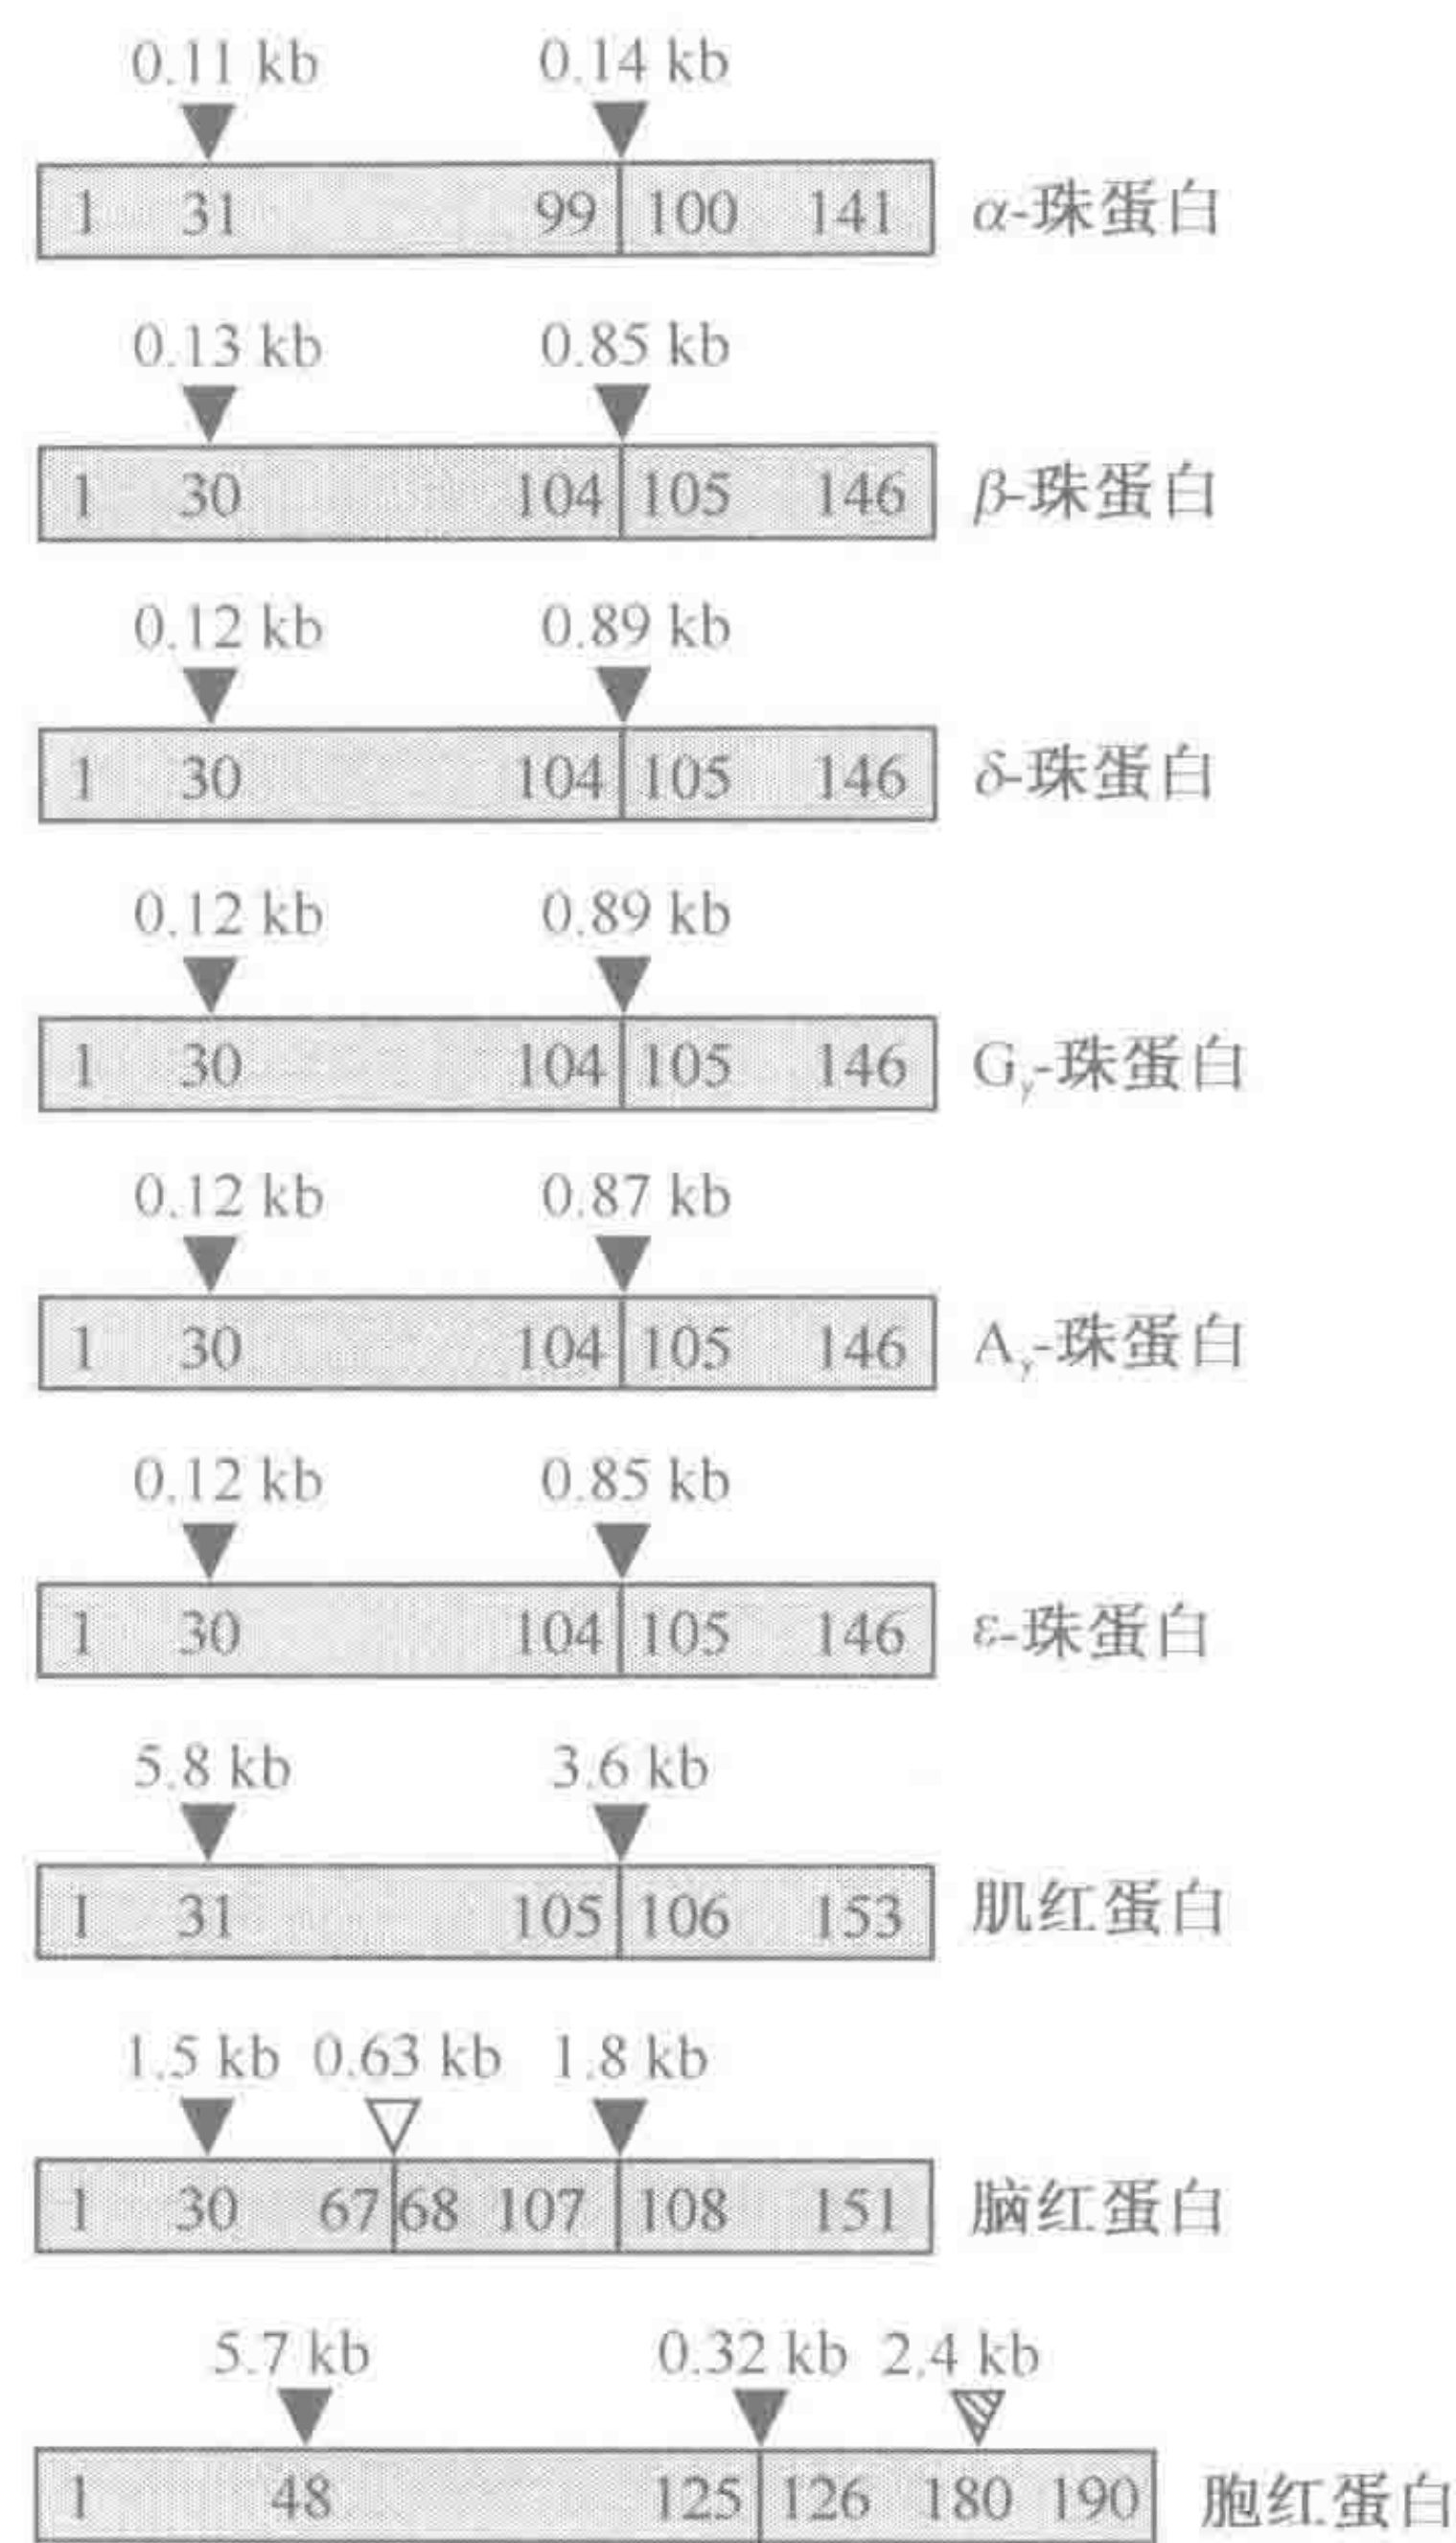 0.11 kb 0.14 kb
1 31 99 100 141 α-珠蛋白
0.13 kb 0.85 kb
1 30 104 105 146 β-珠蛋白
0.12 kb 0.89 kb
1 30 104 105 146 δ-珠蛋白
0.12 kb 0.89 kb
1 30 104 105 146 Gγ-珠蛋白
0.12 kb 0.87 kb
1 30 104 105 146 Aγ-珠蛋白
0.12 kb 0.85 kb
1 30 104 105 146 ε-珠蛋白
5.8 kb 3.6 kb
1 31 105 106 153 肌红蛋白
1.5 kb 0.63 kb 1.8 kb
1 30 67 68 107 108 151 脑红蛋白
5.7 kb 0.32 kb 2.4 kb
1 48 125 126 180 190 胞红蛋白